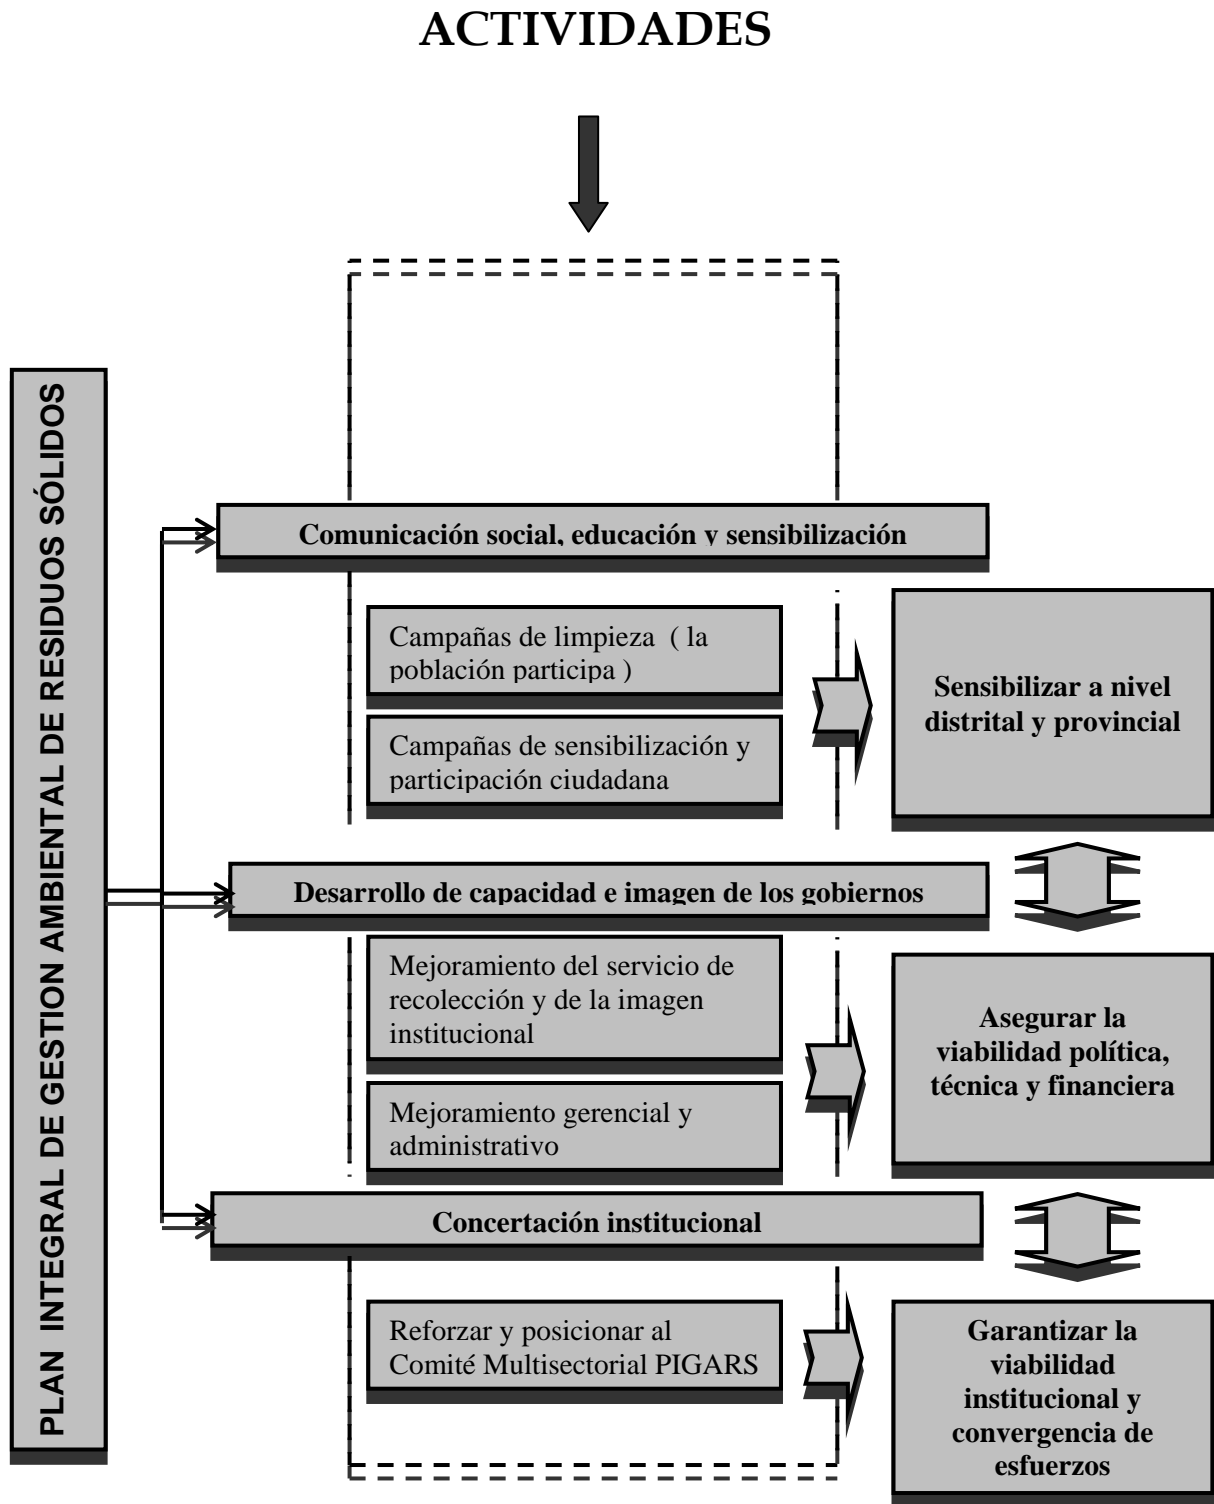 ACTIVIDADES
PLAN INTEGRAL DE GESTION AMBIENTAL DE RESIDUOS SÓLIDOS
Comunicación social, educación y sensibilización
Campañas de limpieza ( la
población participa )
Campañas de sensibilización y
participación ciudadana
Sensibilizar a nivel
distrital y provincial
Desarrollo de capacidad e imagen de los gobiernos
Mejoramiento del servicio de
recolección y de la imagen
institucional
Mejoramiento gerencial y
administrativo
Asegurar la
viabilidad política,
técnica y financiera
Concertación institucional
Reforzar y posicionar al
Comité Multisectorial PIGARS
Garantizar la
viabilidad
institucional y
convergencia de
esfuerzos